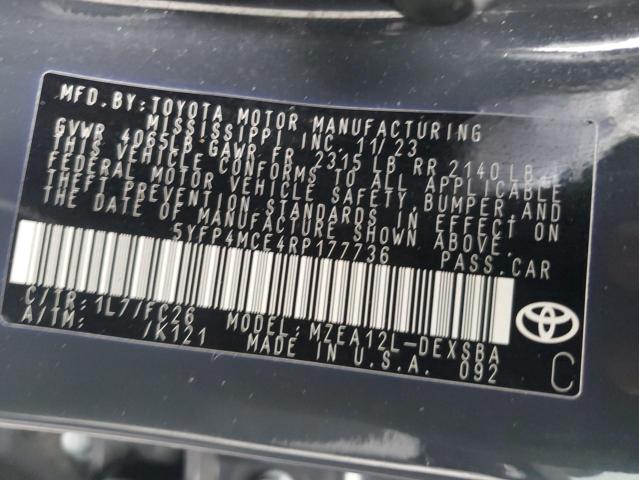 MFD. BY: TOYOTA MOTOR MANUFACTURING
MISSISSIPPI INC. 11/23
GVWR 4065LB GAWR FR 2315 LB RR 2140 LB
THIS VEHICLE CONFORMS TO ALL APPLICABLE
FEDERAL MOTOR VEHICLE SAFETY, BUMPER AND
THEFT PREVENTION STANDARDS IN EFFECT ON
THE DATE OF MANUFACTURE SHOWN ABOVE.
5YFP4MCE4RP177736 PASS.CAR
C/TR: 1L7/FC26 MODEL: MZEA12L-DEXSBA
A/TM: /K121 MADE IN U.S.A. 092
C